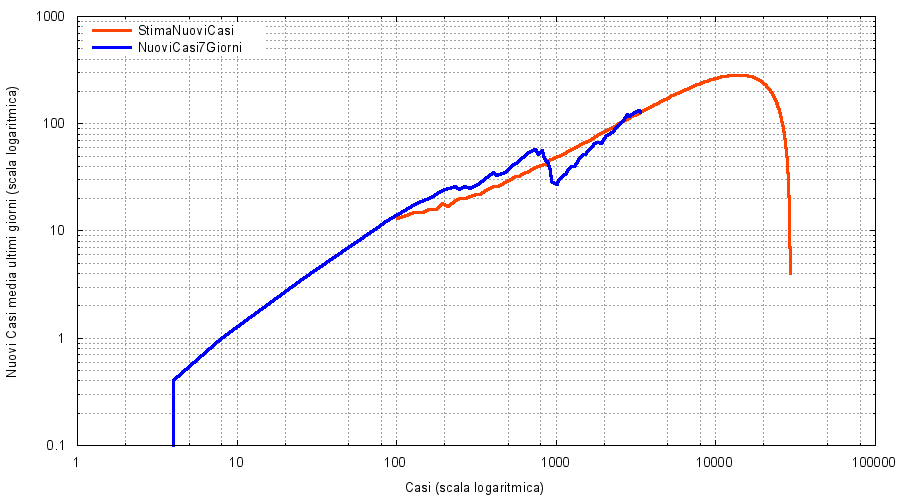 1000
StimaNuoviCasi
NuoviCasi7Giorni
100
10
1
0.1
Nuovi Casi media ultimi giorni (scala logaritmica)
1 10 100 1000 10000 100000
Casi (scala logaritmica)